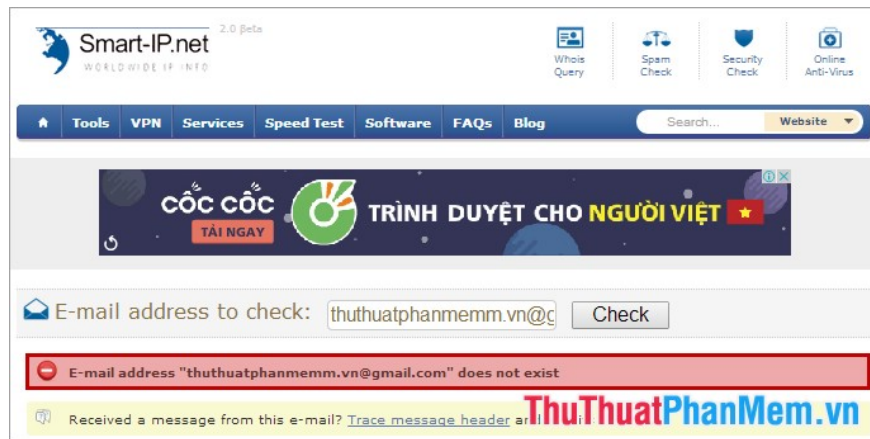 Smart-IP.net 2.0 βeta
WORLDWIDE IP INFO
Whois Query
Spam Check
Security Check
Online Anti-Virus
Tools VPN Services Speed Test Software FAQs Blog Search... Website
CỐC CỐC
TẢI NGAY
TRÌNH DUYỆT CHO NGƯỜI VIỆT
E-mail address to check: thuthuatphanmemm.vn@g Check
E-mail address "thuthuatphanmemm.vn@gmail.com" does not exist
Received a message from this e-mail? Trace message header
ThuThuatPhanMem.vn